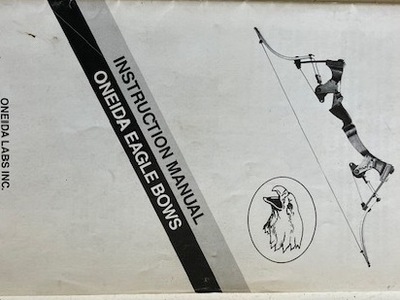 INSTRUCTION MANUAL
ONEIDA EAGLE BOWS
ONEIDA LABS INC.